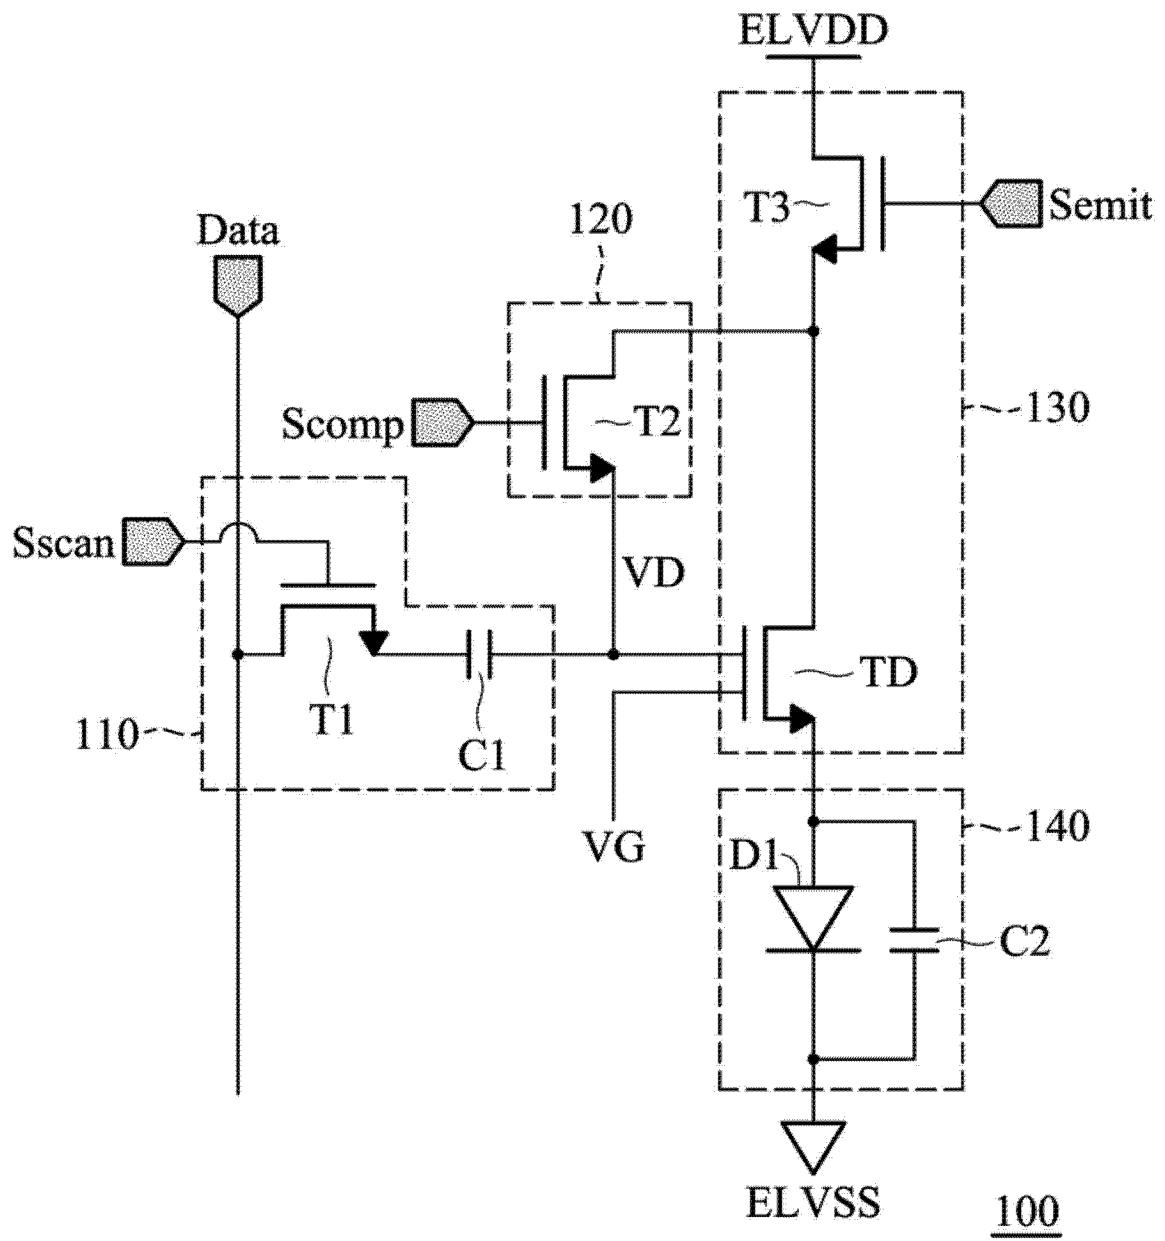 ELVDD
T3
Semit
120
Data
130
Scomp
T2
Sscan
VD
TD
T1
110
C1
VG
140
D1
C2
ELVSS
100